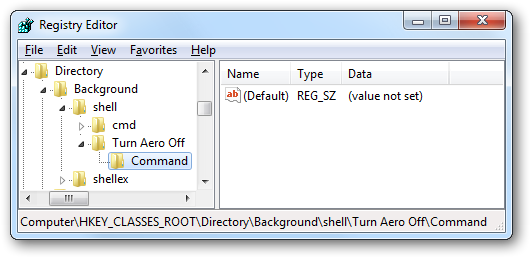 Registry Editor
File Edit View Favorites Help
Directory
Background
shell
cmd
Turn Aero Off
Command
shellex
Name Type Data
ab (Default) REG_SZ (value not set)
Computer\HKEY_CLASSES_ROOT\Directory\Background\shell\Turn Aero Off\Command